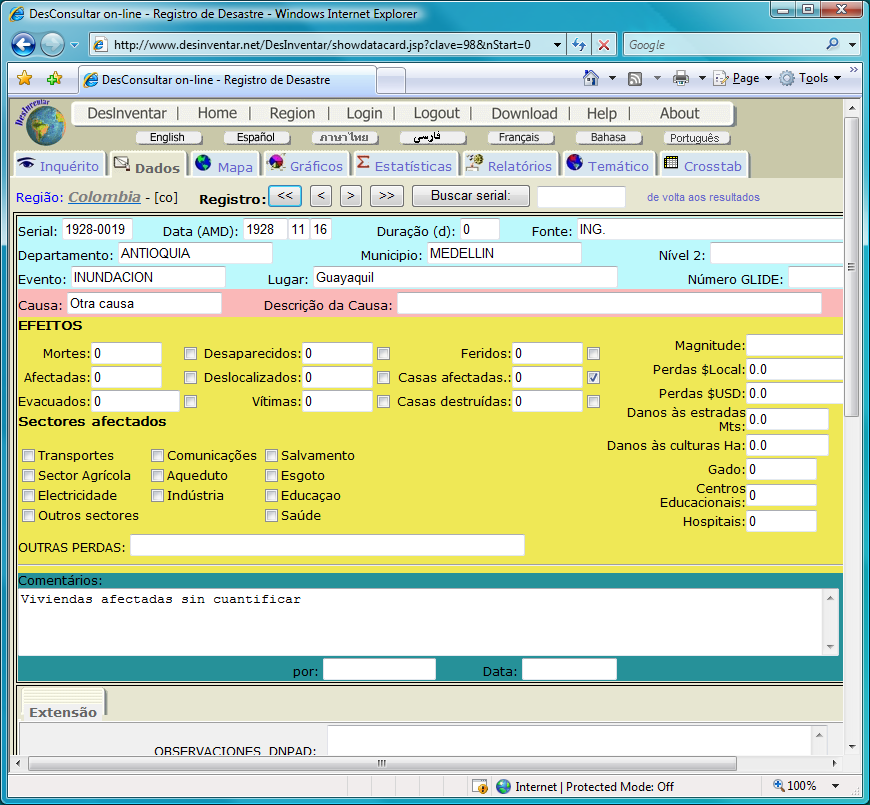 DesConsultar on-line - Registro de Desastre - Windows Internet Explorer
http://www.desinventar.net/DesInventar/showdatacard.jsp?clave=98&nStart=0 Google
DesConsultar on-line - Registro de Desastre Page Tools
DesInventar
DesInventar | Home | Region | Login | Logout | Download | Help | About
English Español ภาษาไทย فارسی Français Bahasa Português
Inquérito Dados Mapa Gráficos Estatísticas Relatórios Temático Crosstab
Região: Colombia - [co] Registro: << < > >> Buscar serial: de volta aos resultados
Serial: 1928-0019 Data (AMD): 1928 11 16 Duração (d): 0 Fonte: ING.
Departamento: ANTIOQUIA Municipio: MEDELLIN Nível 2:
Evento: INUNDACION Lugar: Guayaquil Número GLIDE:
Causa: Otra causa Descrição da Causa:
EFEITOS
Mortes: 0 Desaparecidos: 0 Feridos: 0 Magnitude:
Afectadas: 0 Deslocalizados: 0 Casas afectadas.: 0 Perdas $Local: 0.0
Evacuados: 0 Vítimas: 0 Casas destruídas: 0 Perdas $USD: 0.0
Sectores afectados
Danos às estradas
Mts: 0.0
Danos às culturas Ha: 0.0
Transportes Comunicações Salvamento
Sector Agrícola Aqueduto Esgoto Gado: 0
Electricidade Indústria Educaçao Centros
Educacionais: 0
Outros sectores Saúde Hospitais: 0
OUTRAS PERDAS:
Comentários:
Viviendas afectadas sin cuantificar
por: Data:
Extensão
OBSERVACIONES_DNPAD:
Internet | Protected Mode: Off 100%